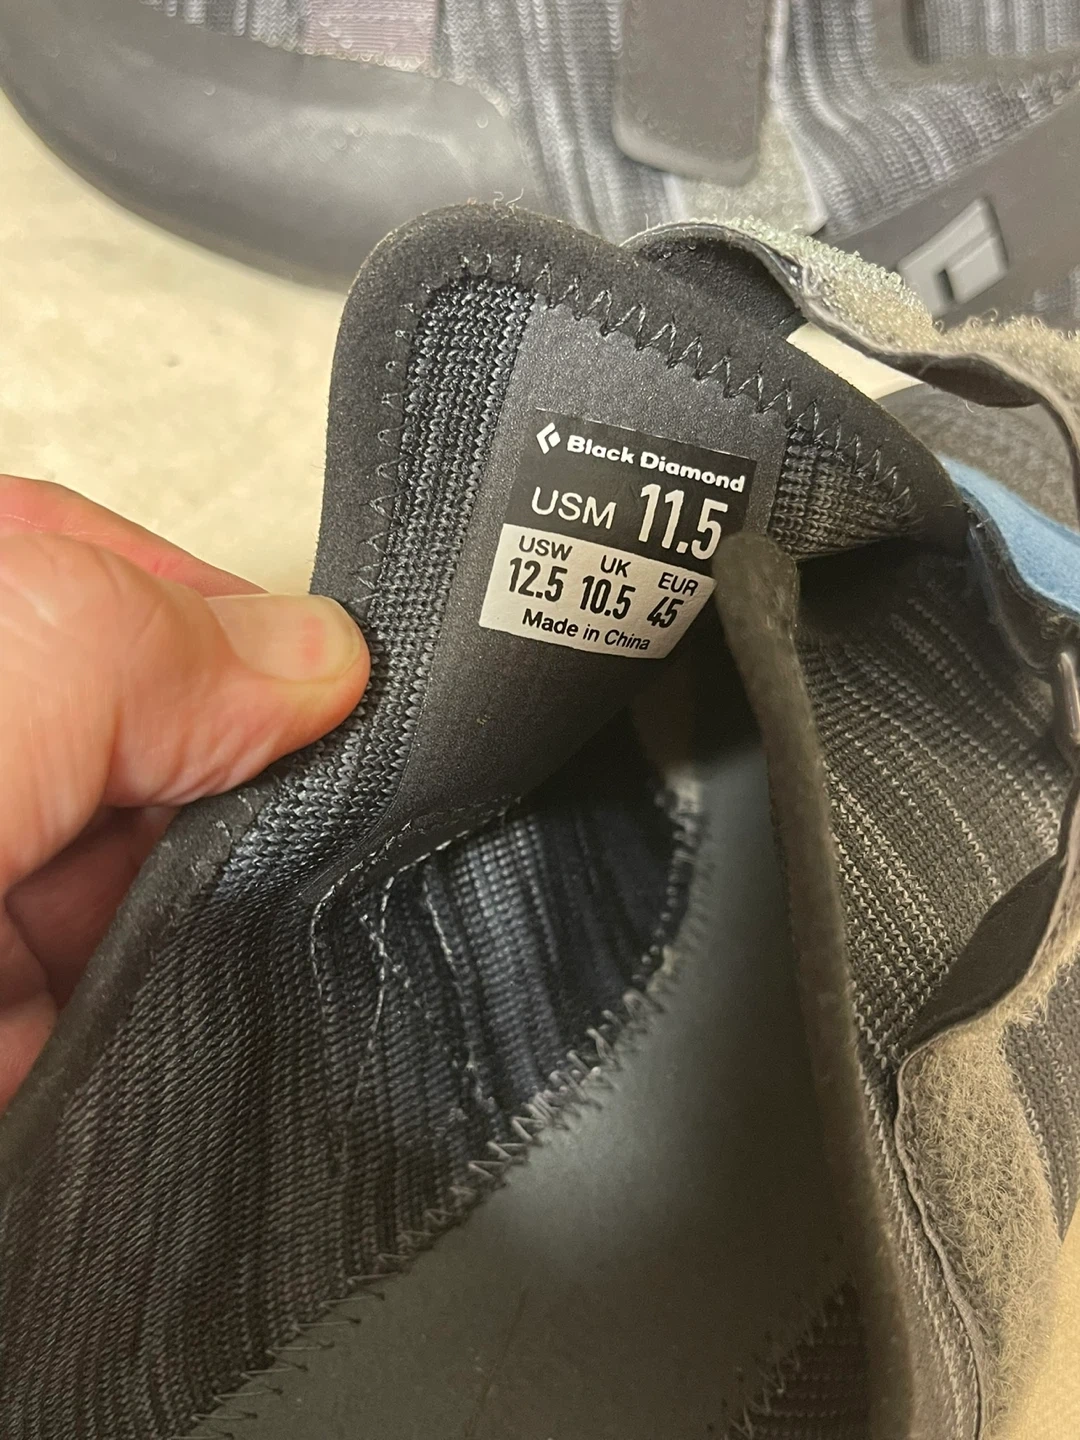 Black Diamond
USM 11.5
USW UK EUR
12.5 10.5 45
Made in China